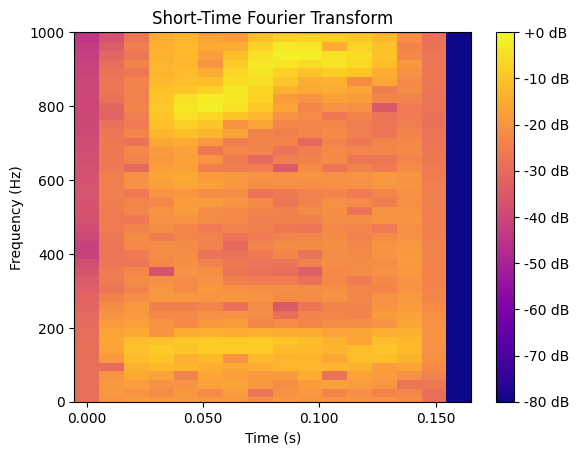 Short-Time Fourier Transform
Frequency (Hz)
1000
800
600
400
200
0
0.000
0.050
0.100
0.150
Time (s)
+0 dB
-10 dB
-20 dB
-30 dB
-40 dB
-50 dB
-60 dB
-70 dB
-80 dB